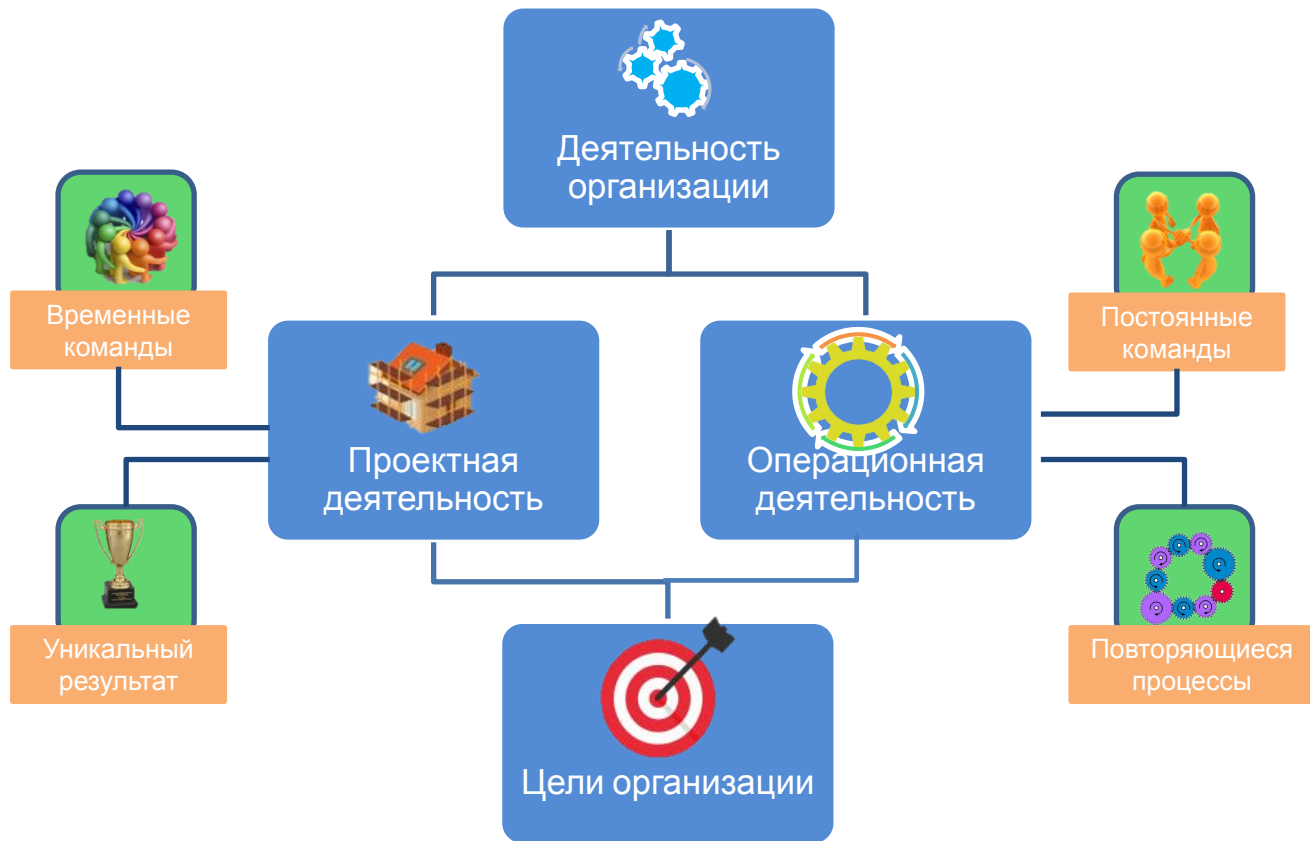 Деятельность
организации
Временные
команды
Постоянные
команды
Проектная
деятельность
Операционная
деятельность
Уникальный
результат
Повторяющиеся
процессы
Цели организации